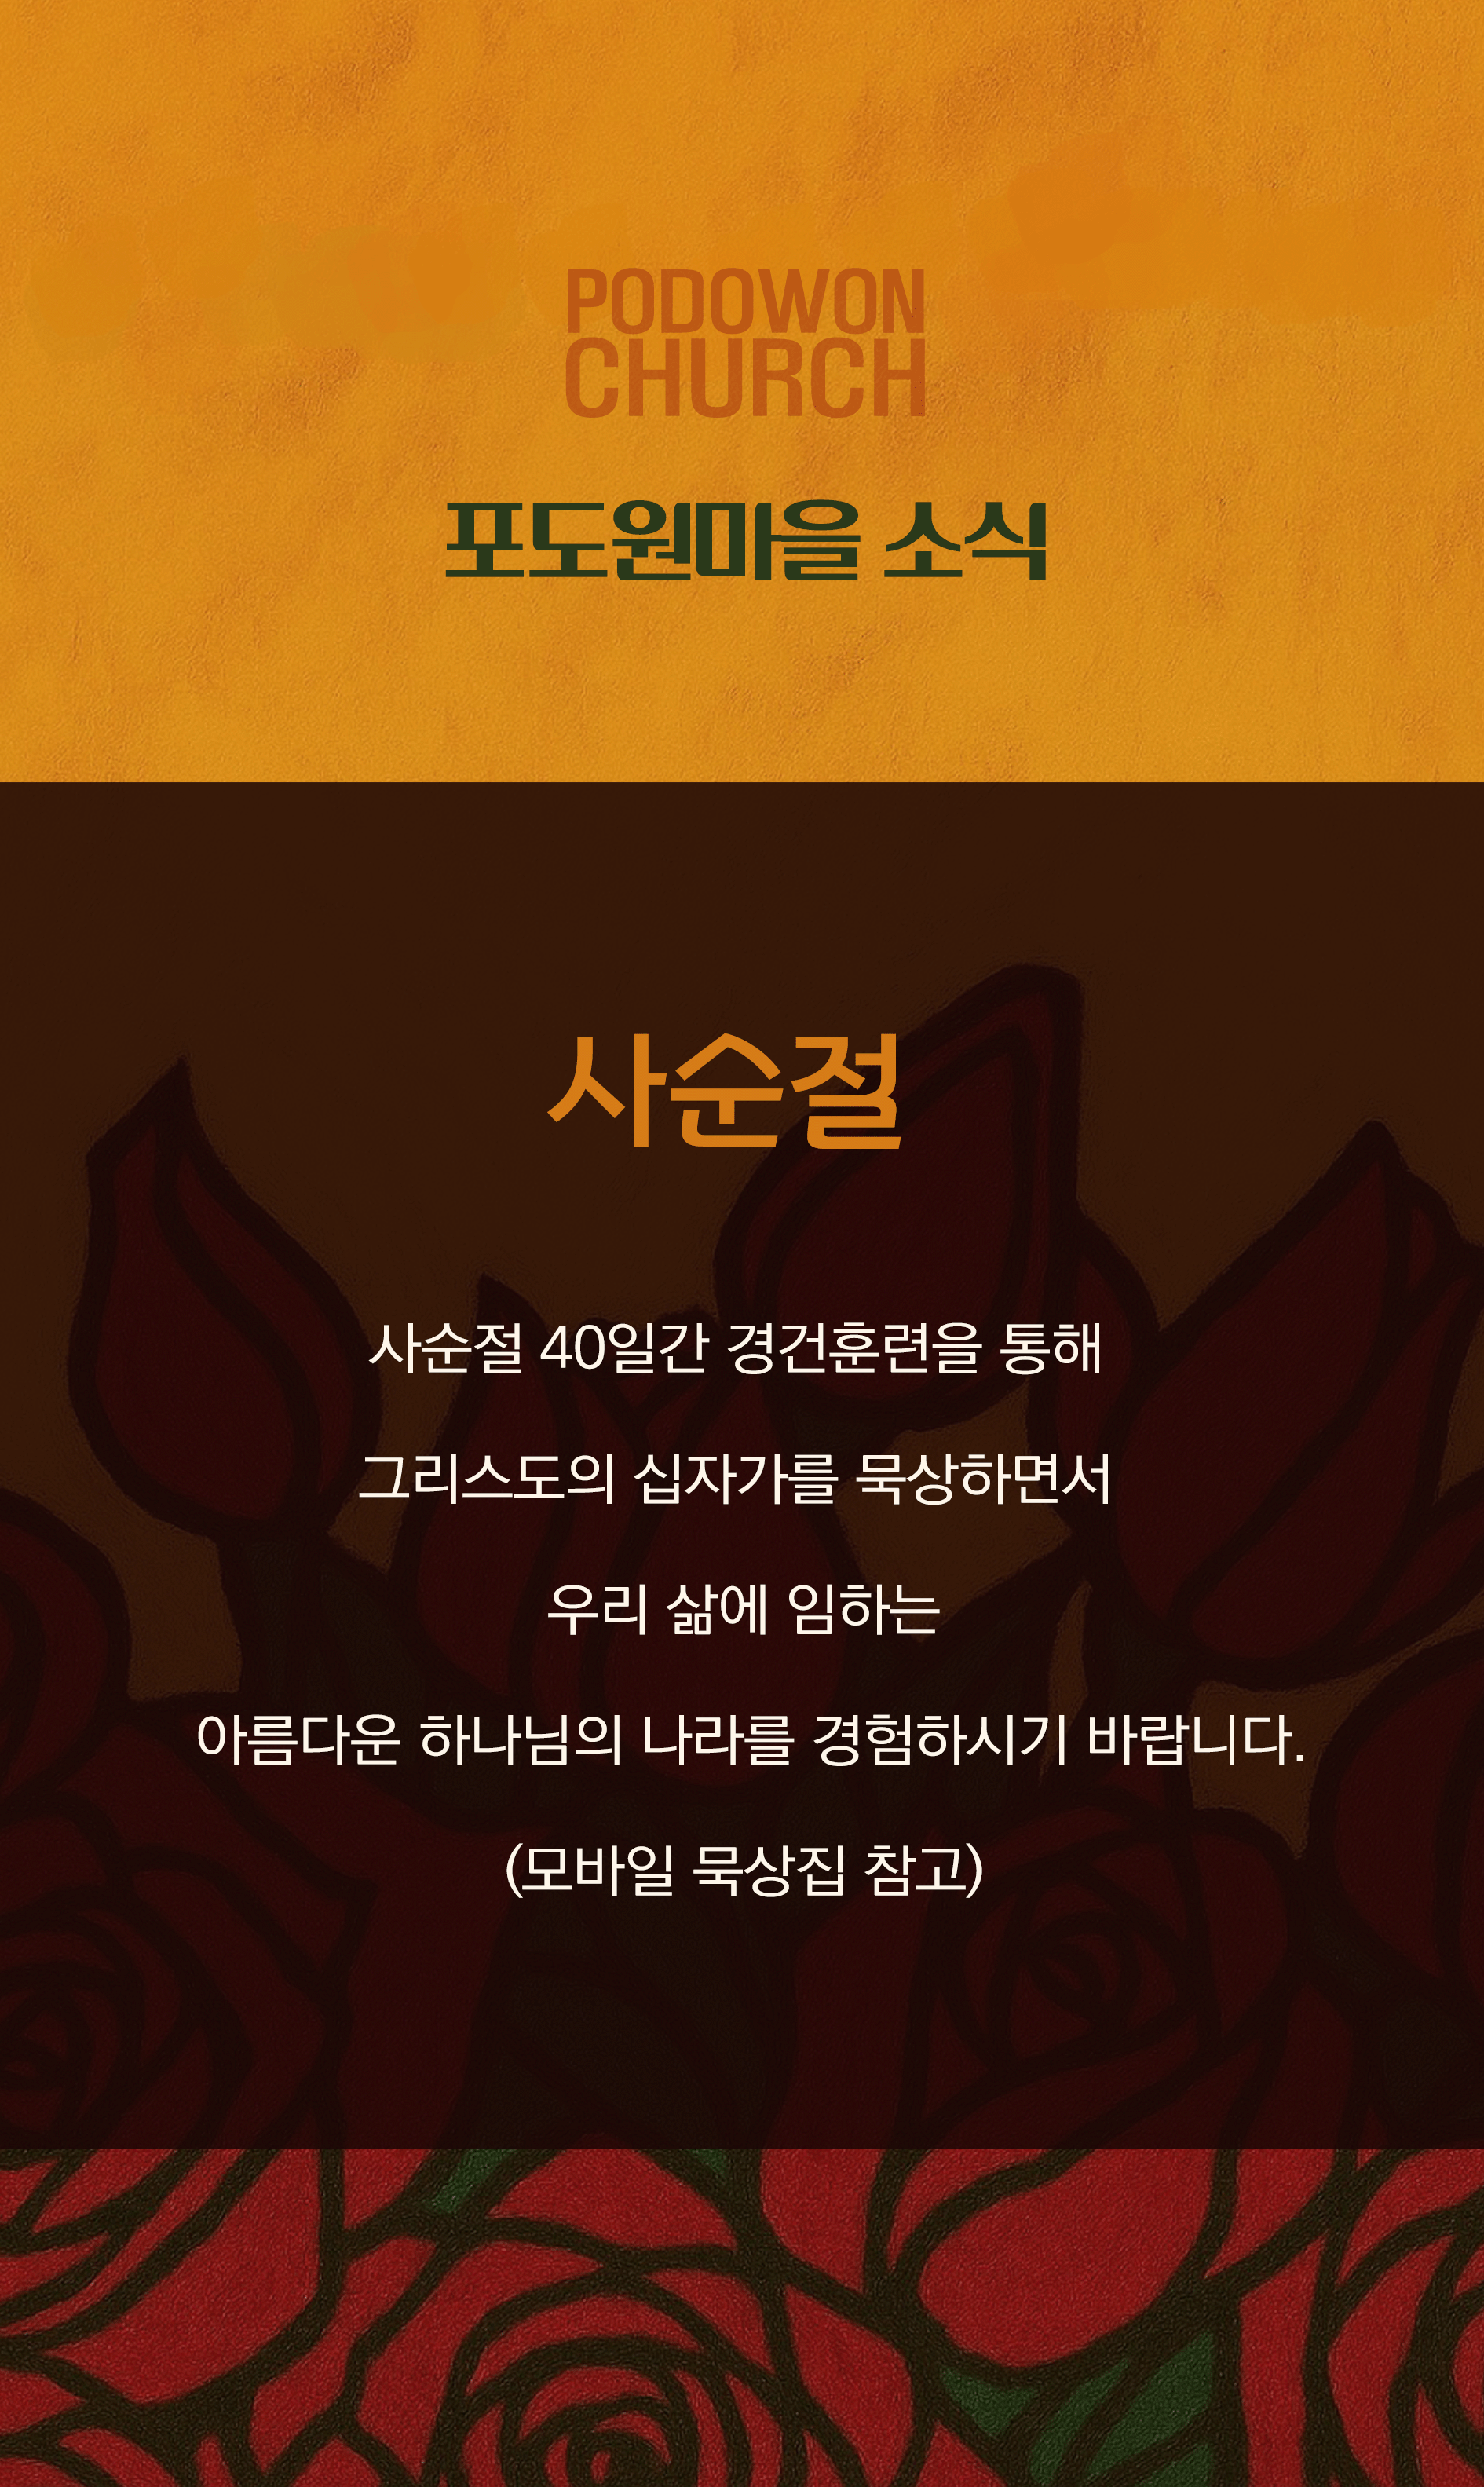 PODOWON
CHURCH
포도원마을 소식
사순절
사순절 40일간 경건훈련을 통해
그리스도의 십자가를 묵상하면서
우리 삶에 임하는
아름다운 하나님의 나라를 경험하시기 바랍니다.
(모바일 묵상집 참고)